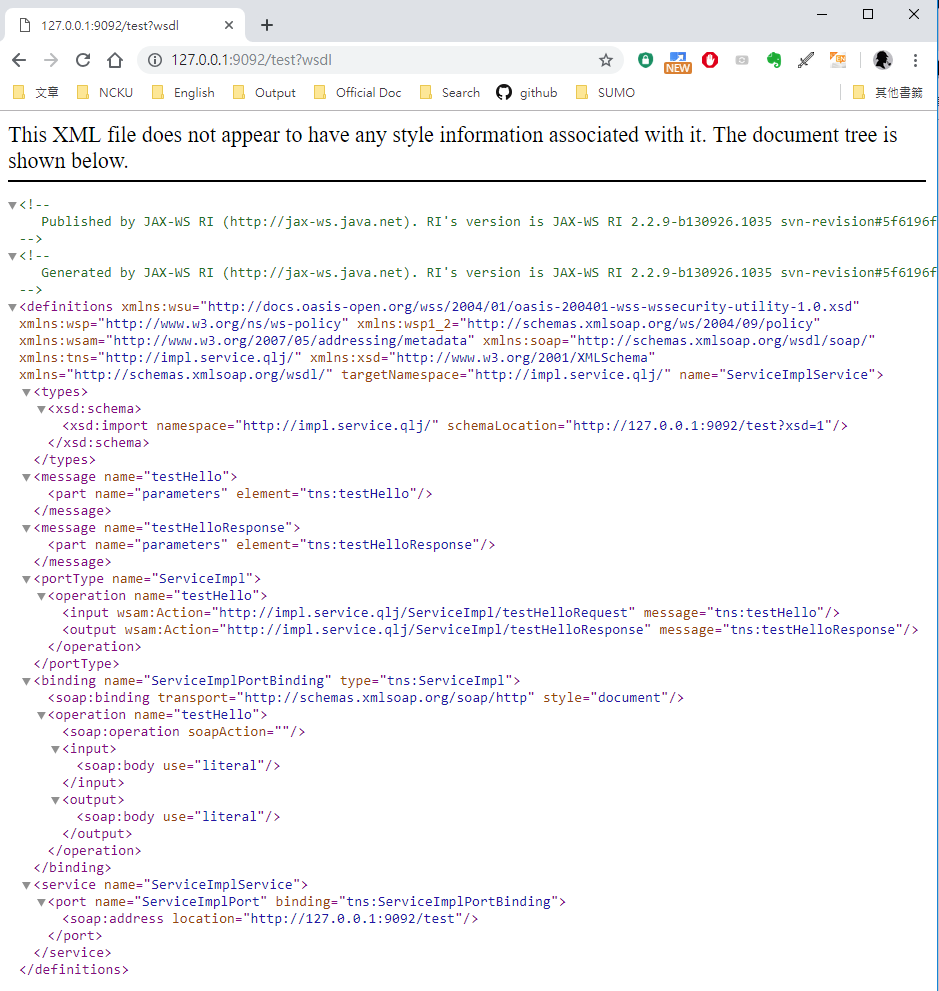 127.0.0.1:9092/test?wsdl
127.0.0.1:9092/test?wsdl
NEW
文章 NCKU English Output Official Doc Search github SUMO 其他書籤
This XML file does not appear to have any style information associated with it. The document tree is
shown below.
<!--
Published by JAX-WS RI (http://jax-ws.java.net). RI's version is JAX-WS RI 2.2.9-b130926.1035 svn-revision#5f6196f
-->
<!--
Generated by JAX-WS RI (http://jax-ws.java.net). RI's version is JAX-WS RI 2.2.9-b130926.1035 svn-revision#5f6196f
-->
<definitions xmlns:wsu="http://docs.oasis-open.org/wss/2004/01/oasis-200401-wss-wssecurity-utility-1.0.xsd"
xmlns:wsp="http://www.w3.org/ns/ws-policy" xmlns:wsp1_2="http://schemas.xmlsoap.org/ws/2004/09/policy"
xmlns:wsam="http://www.w3.org/2007/05/addressing/metadata" xmlns:soap="http://schemas.xmlsoap.org/wsdl/soap/"
xmlns:tns="http://impl.service.qlj/" xmlns:xsd="http://www.w3.org/2001/XMLSchema"
xmlns="http://schemas.xmlsoap.org/wsdl/" targetNamespace="http://impl.service.qlj/" name="ServiceImplService">
<types>
<xsd:schema>
<xsd:import namespace="http://impl.service.qlj/" schemaLocation="http://127.0.0.1:9092/test?xsd=1"/>
</xsd:schema>
</types>
<message name="testHello">
<part name="parameters" element="tns:testHello"/>
</message>
<message name="testHelloResponse">
<part name="parameters" element="tns:testHelloResponse"/>
</message>
<portType name="ServiceImpl">
<operation name="testHello">
<input wsam:Action="http://impl.service.qlj/ServiceImpl/testHelloRequest" message="tns:testHello"/>
<output wsam:Action="http://impl.service.qlj/ServiceImpl/testHelloResponse" message="tns:testHelloResponse"/>
</operation>
</portType>
<binding name="ServiceImplPortBinding" type="tns:ServiceImpl">
<soap:binding transport="http://schemas.xmlsoap.org/soap/http" style="document"/>
<operation name="testHello">
<soap:operation soapAction=""/>
<input>
<soap:body use="literal"/>
</input>
<output>
<soap:body use="literal"/>
</output>
</operation>
</binding>
<service name="ServiceImplService">
<port name="ServiceImplPort" binding="tns:ServiceImplPortBinding">
<soap:address location="http://127.0.0.1:9092/test"/>
</port>
</service>
</definitions>